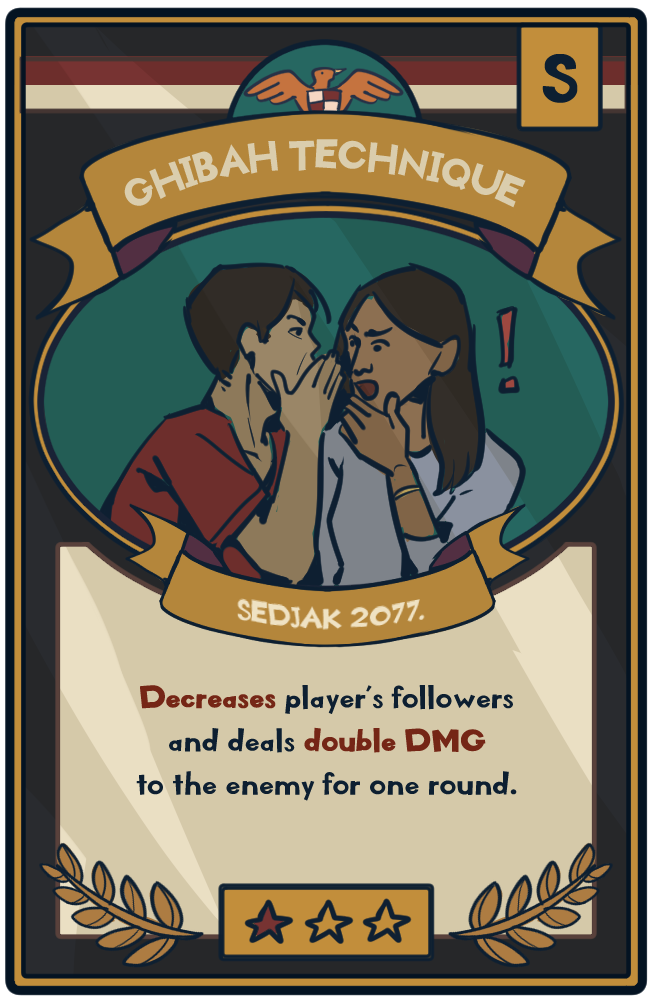 S
GHIBAH TECHNIQUE
SEDJAK 2077.
Decreases player's followers
and deals double DMG
to the enemy for one round.